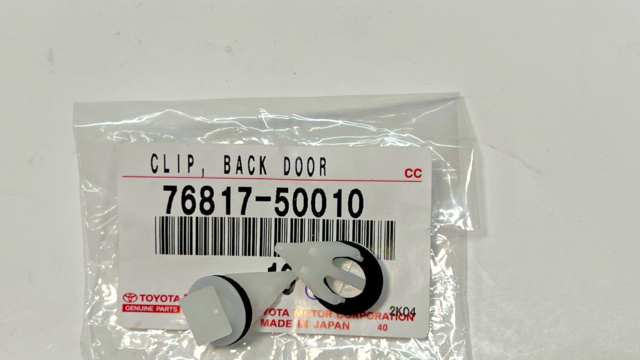 CLIP, BACK DOOR
CC
76817-50010
TOYOTA
GENUINE PARTS
TOYOTA MOTOR CORPORATION
2K04
MADE IN JAPAN
40